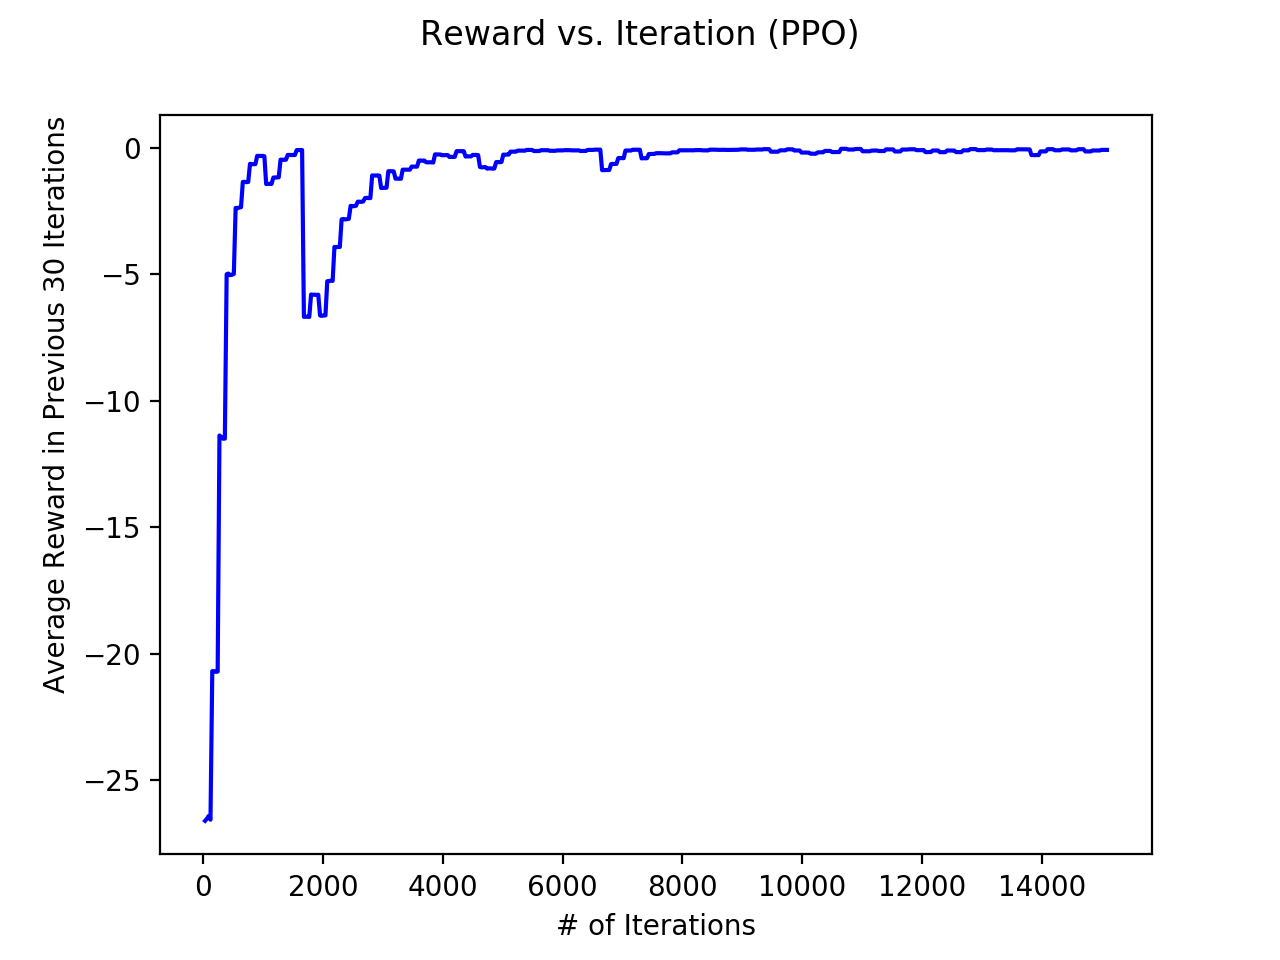 Reward vs. Iteration (PPO)
Average Reward in Previous 30 Iterations
0
−5
−10
−15
−20
−25
0 2000 4000 6000 8000 10000 12000 14000
# of Iterations